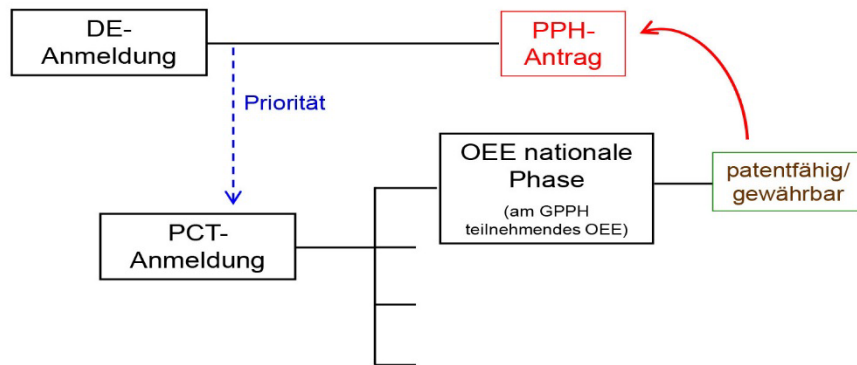 DE-
Anmeldung
PPH-
Antrag
Priorität
OEE nationale
Phase
(am GPPH
teilnehmendes OEE)
patentfähig/
gewährbar
PCT-
Anmeldung